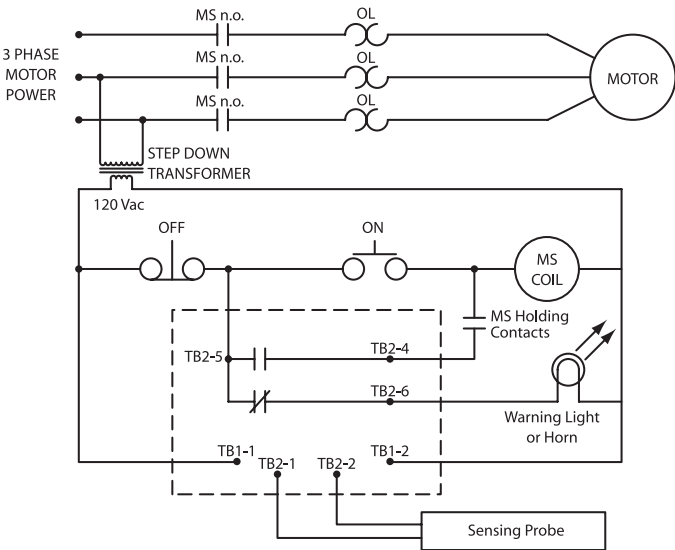 MS n.o.
OL
3 PHASE
MOTOR
POWER
MS n.o.
OL
MOTOR
MS n.o.
OL
STEP DOWN
TRANSFORMER
120 Vac
OFF
ON
MS
COIL
MS Holding
Contacts
TB2-5
TB2-4
TB2-6
Warning Light
or Horn
TB1-1
TB2-1
TB2-2
TB1-2
Sensing Probe